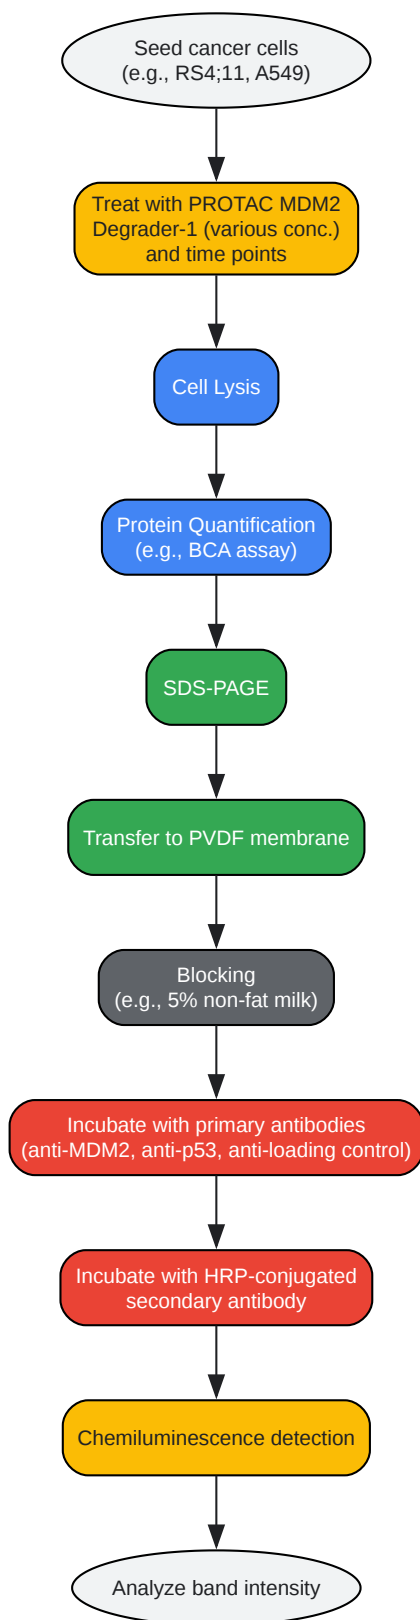 Seed cancer cells
(e.g., RS4;11, A549)
Treat with PROTAC MDM2
Degrader-1 (various conc.)
and time points
Cell Lysis
Protein Quantification
(e.g., BCA assay)
SDS-PAGE
Transfer to PVDF membrane
Blocking
(e.g., 5% non-fat milk)
Incubate with primary antibodies
(anti-MDM2, anti-p53, anti-loading control)
Incubate with HRP-conjugated
secondary antibody
Chemiluminescence detection
Analyze band intensity